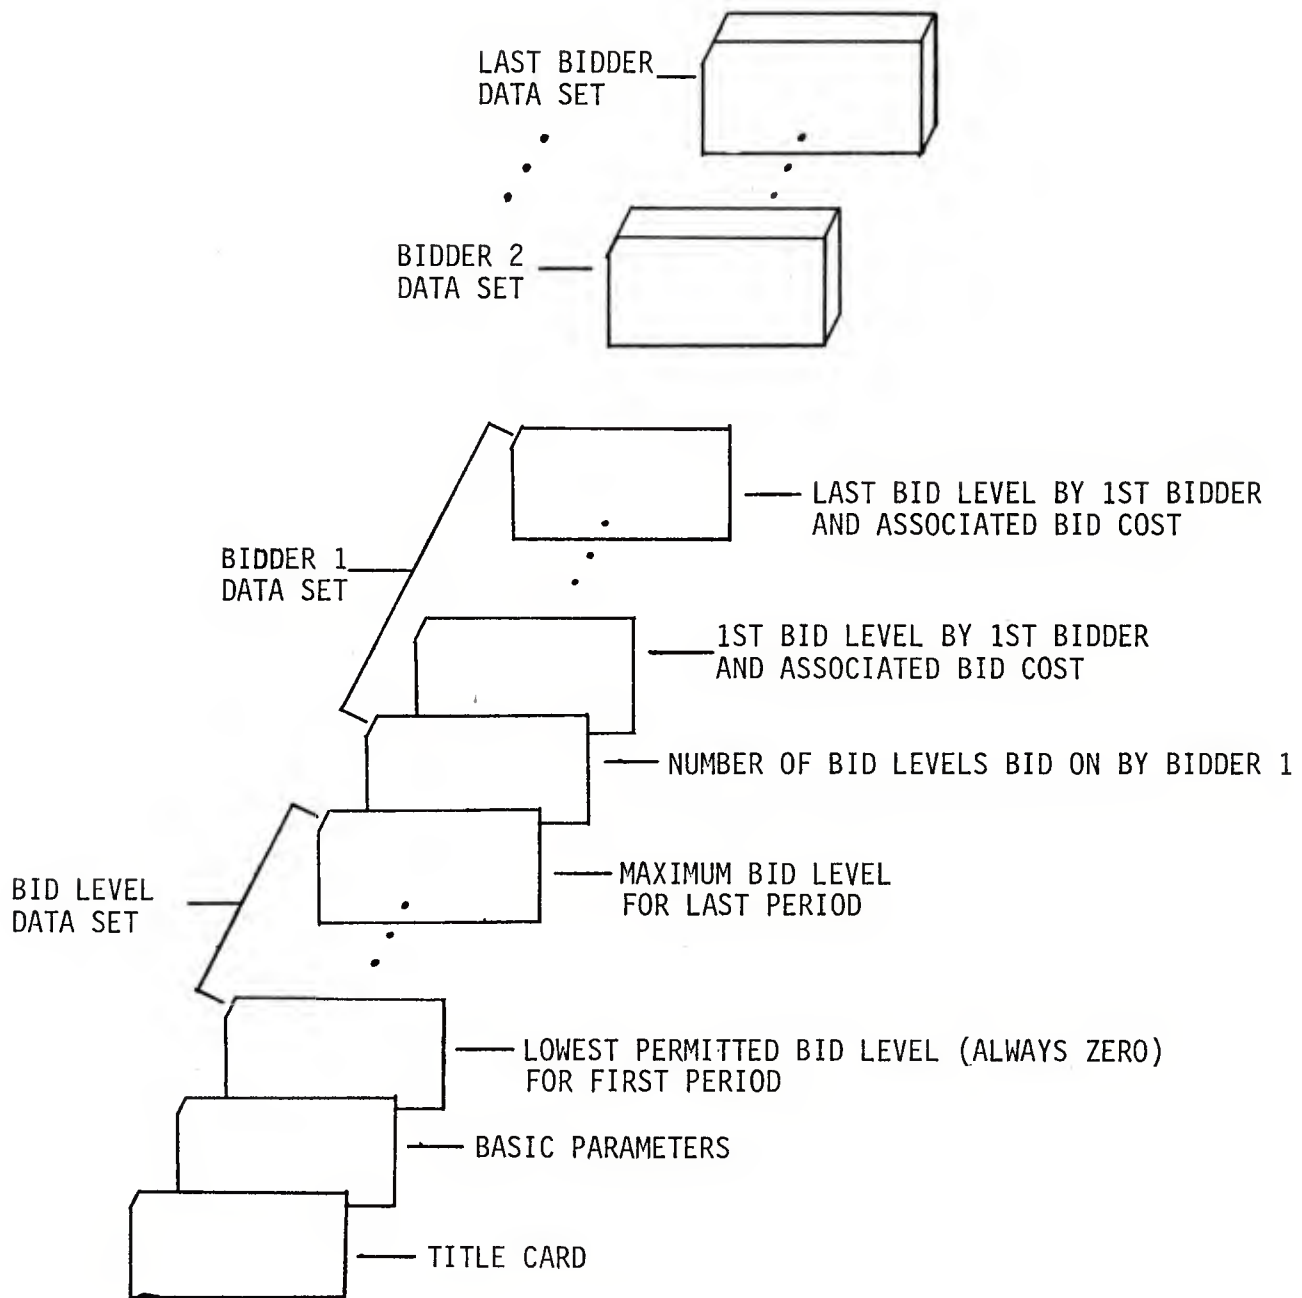 LAST BIDDER
DATA SET
BIDDER 2
DATA SET
LAST BID LEVEL BY 1ST BIDDER
AND ASSOCIATED BID COST
BIDDER 1
DATA SET
1ST BID LEVEL BY 1ST BIDDER
AND ASSOCIATED BID COST
NUMBER OF BID LEVELS BID ON BY BIDDER 1
MAXIMUM BID LEVEL
FOR LAST PERIOD
BID LEVEL
DATA SET
LOWEST PERMITTED BID LEVEL (ALWAYS ZERO)
FOR FIRST PERIOD
BASIC PARAMETERS
TITLE CARD